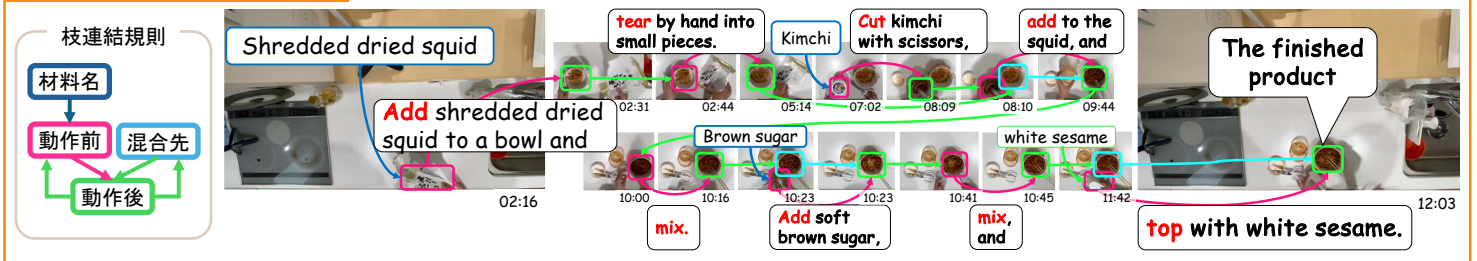 枝連結規則
材料名
動作前
混合先
動作後
Shredded dried squid
Add shredded dried
squid to a bowl and
02:16
tear by hand into
small pieces.
Kimchi
Cut kimchi
with scissors,
add to the
squid, and
02:31
02:44
05:14
07:02
08:09
08:10
09:44
Brown sugar
white sesame
10:00
10:16
10:23
10:23
10:41
10:45
11:42
mix.
Add soft
brown sugar,
mix,
and
The finished
product
12:03
top with white sesame.